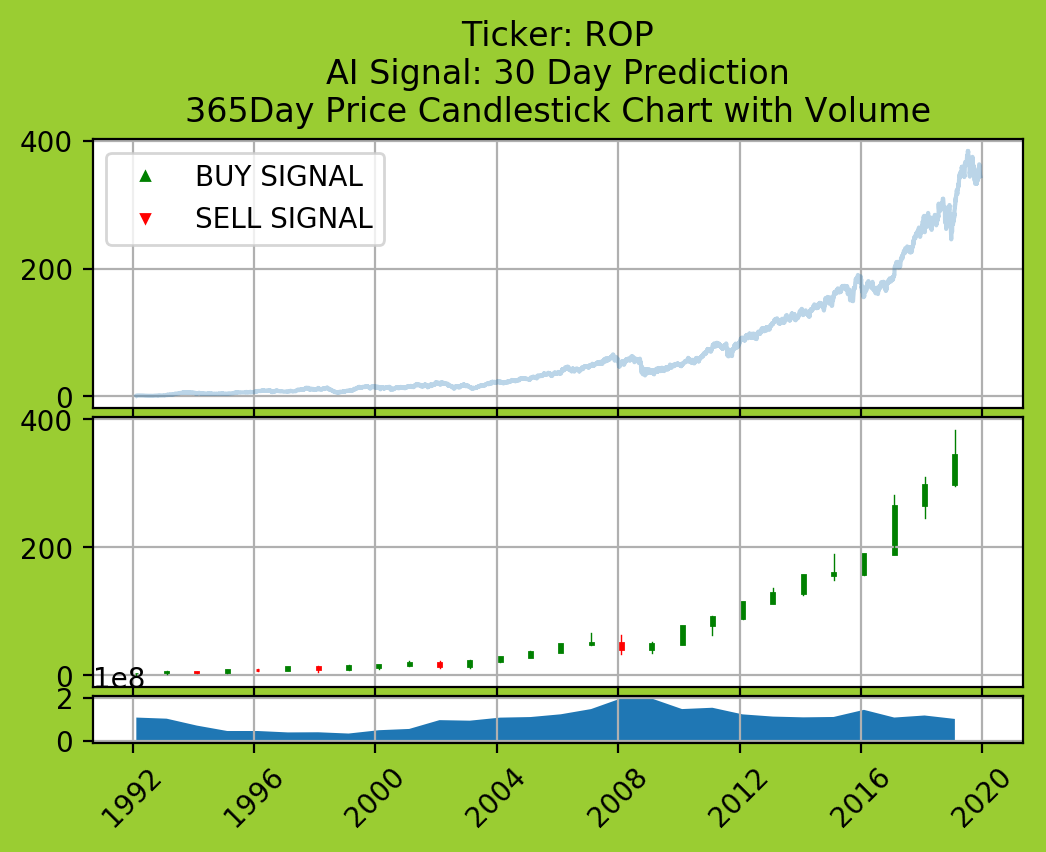 Ticker: ROP
AI Signal: 30 Day Prediction
365Day Price Candlestick Chart with Volume
400
BUY SIGNAL
SELL SIGNAL
200
0
400
200
0
1e8
2
0
1992
1996
2000
2004
2008
2012
2016
2020